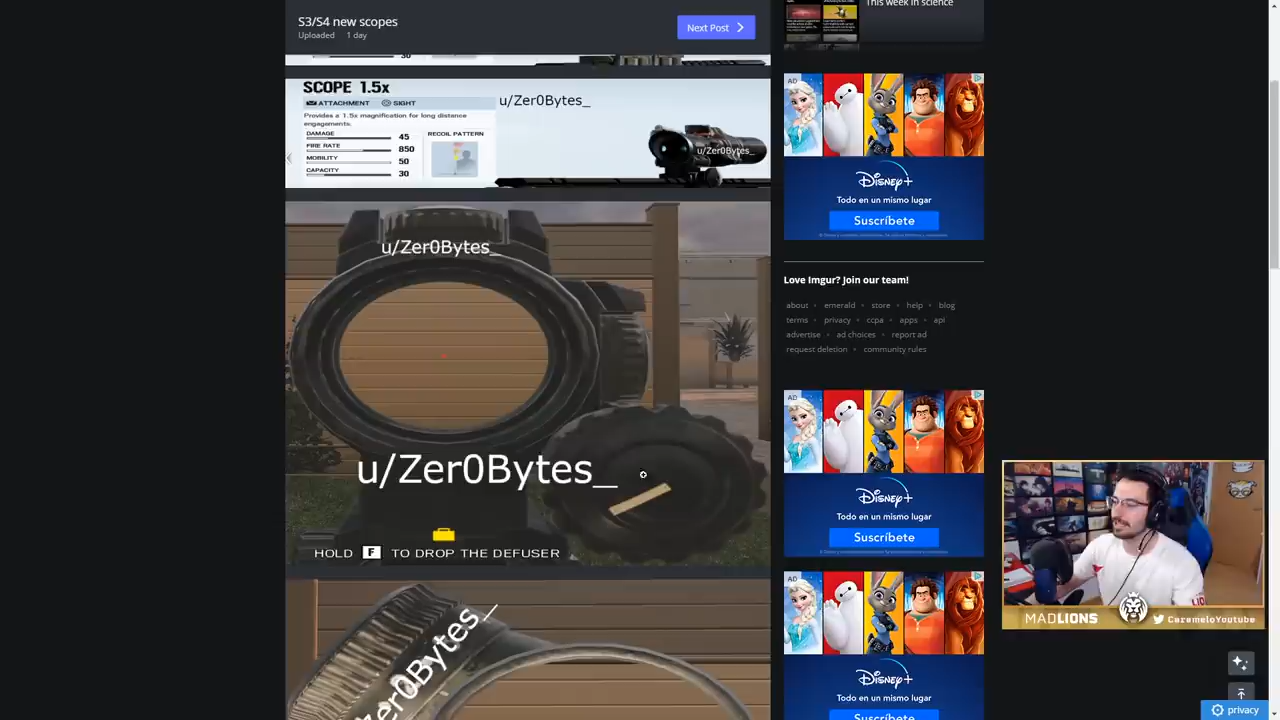 S3/S4 new scopes
Uploaded 1 day
Next Post
This week in science
30
SCOPE 1.5x
ATTACHMENT SIGHT
Provides a 1.5x magnification for long distance
engagements.
DAMAGE 45
FIRE RATE 850
MOBILITY 50
CAPACITY 30
RECOIL PATTERN
u/Zer0Bytes_
u/Zer0Bytes_
u/Zer0Bytes_
u/Zer0Bytes_
HOLD F TO DROP THE DEFUSER
Zer0Bytes_
AD
Disney+
Todo en un mismo lugar
Suscríbete
Love Imgur? Join our team!
about emerald store help blog
terms privacy ccpa apps api
advertise ad choices report ad
request deletion community rules
AD
Disney+
Todo en un mismo lugar
Suscríbete
AD
Disney+
Todo en un mismo lugar
Suscríbete
MADLIONS CaremeloYoutube
privacy